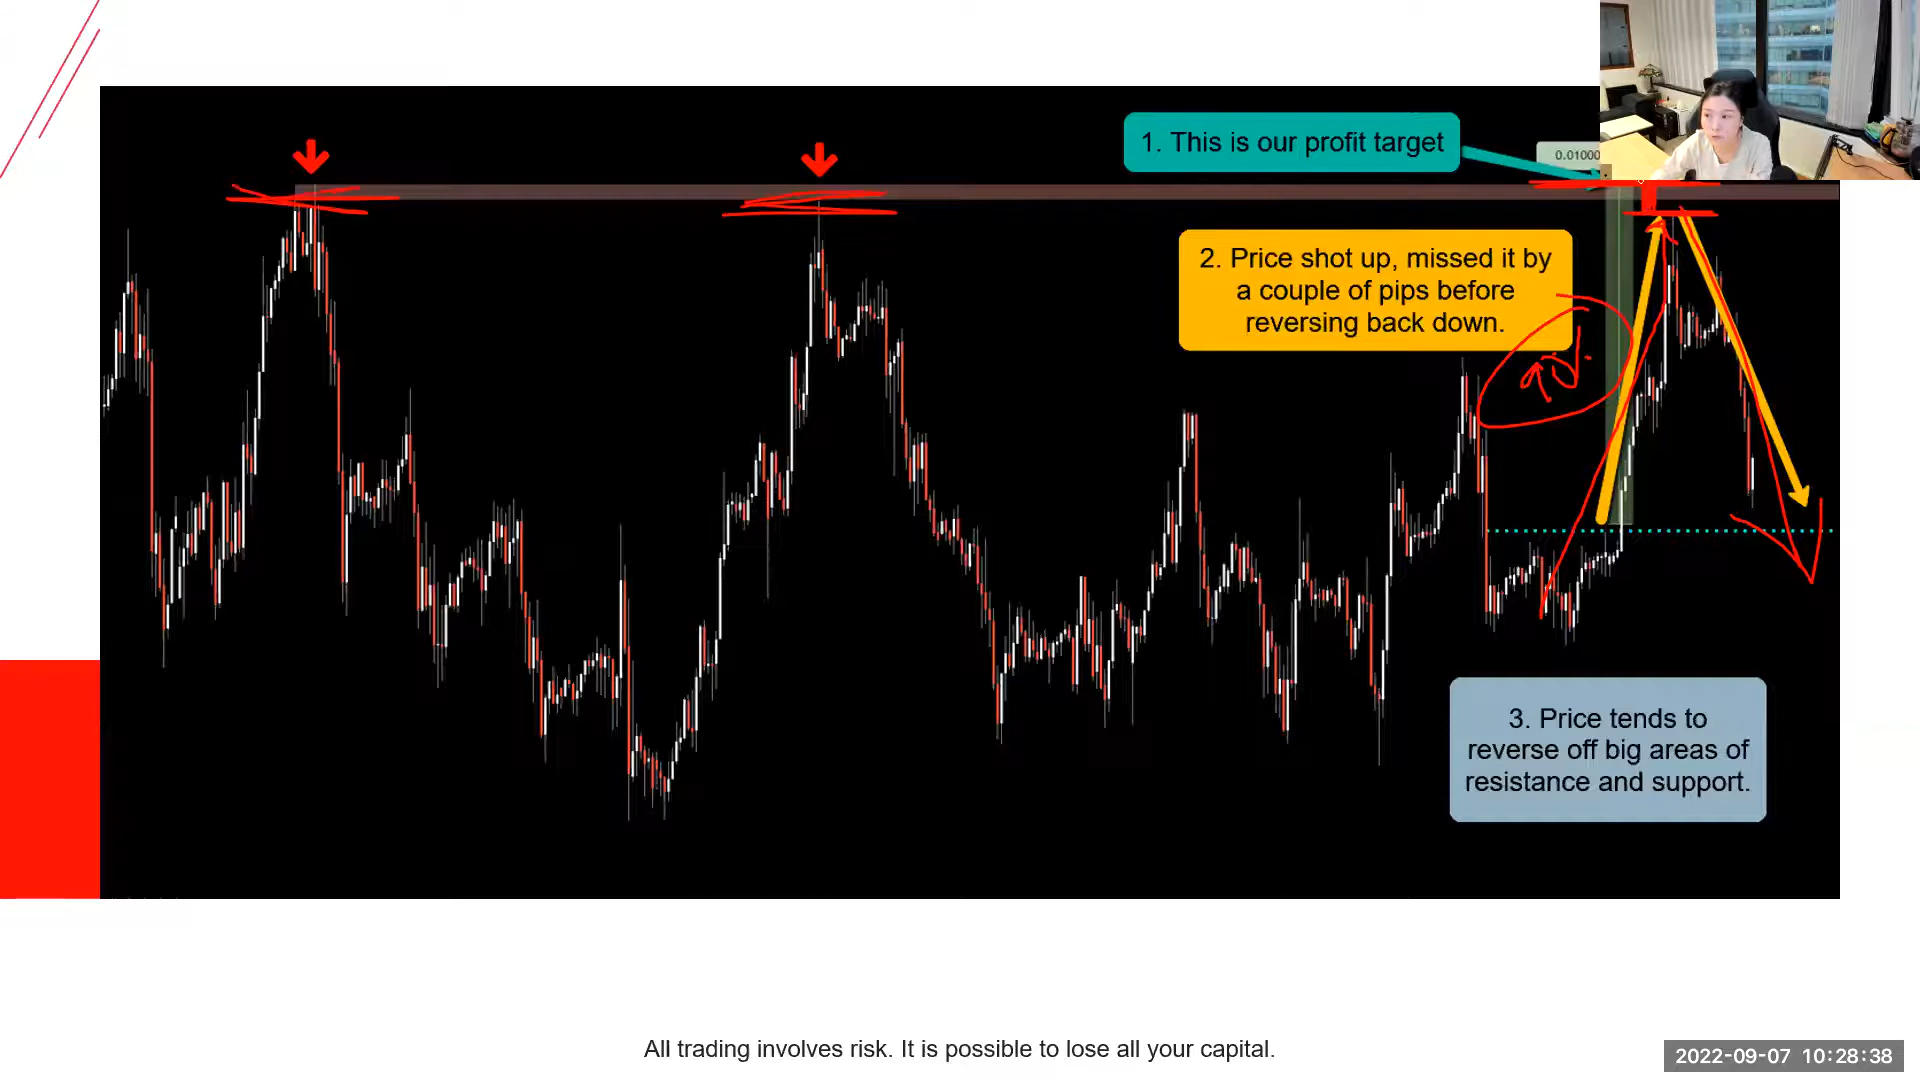 1. This is our profit target
0.01000
2. Price shot up, missed it by
a couple of pips before
reversing back down.
90%
3. Price tends to
reverse off big areas of
resistance and support.
All trading involves risk. It is possible to lose all your capital.
2022-09-07 10:28:38